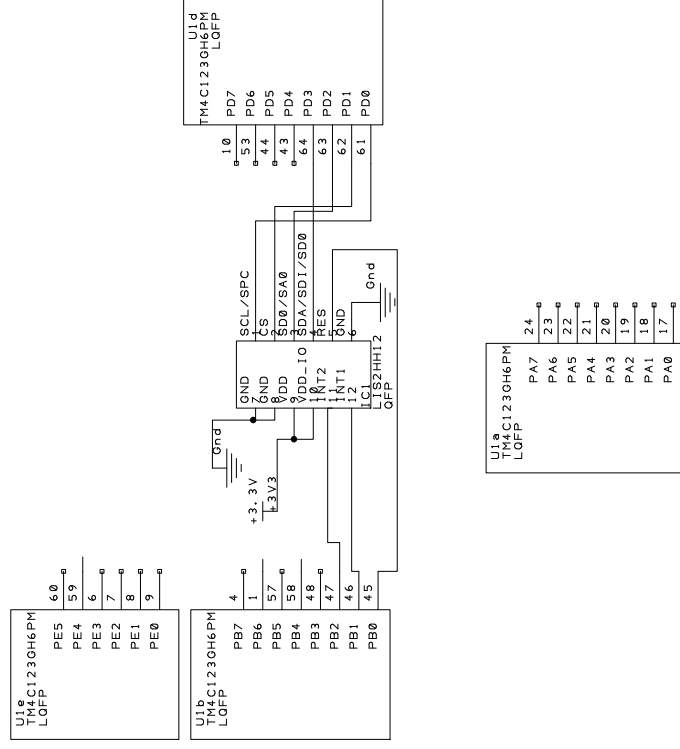 U1d
TM4C123GH6PM
LQFP
PD7
PD6
PD5
PD4
PD3
PD2
PD1
PD0
10
53
44
43
64
63
62
61
SCL/SPC
CS
SD0/SA0
SDA/SDI/SD0
RES
GND
1
2
3
4
5
6
GND
GND
VDD
VDD_IO
INT2
INT1
7
8
9
10
11
12
IC1
LIS2HH12
QFP
Gnd
Gnd
+3.3V
+3V3
U1a
TM4C123GH6PM
LQFP
PA7
PA6
PA5
PA4
PA3
PA2
PA1
PA0
24
23
22
21
20
19
18
17
U1e
TM4C123GH6PM
LQFP
PE5
PE4
PE3
PE2
PE1
PE0
60
59
6
7
8
9
U1b
TM4C123GH6PM
LQFP
PB7
PB6
PB5
PB4
PB3
PB2
PB1
PB0
4
1
57
58
48
47
46
45